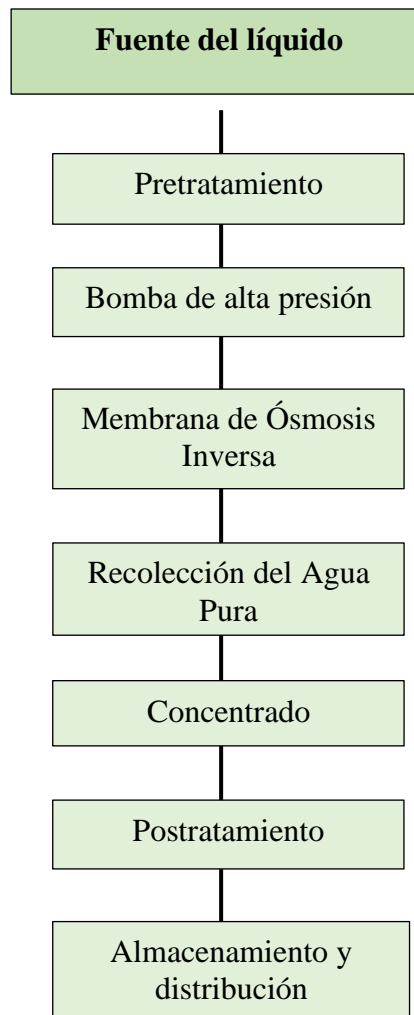 Fuente del líquido
Pretratamiento
Bomba de alta presión
Membrana de Ósmosis
Inversa
Recolección del Agua
Pura
Concentrado
Postratamiento
Almacenamiento y
distribución